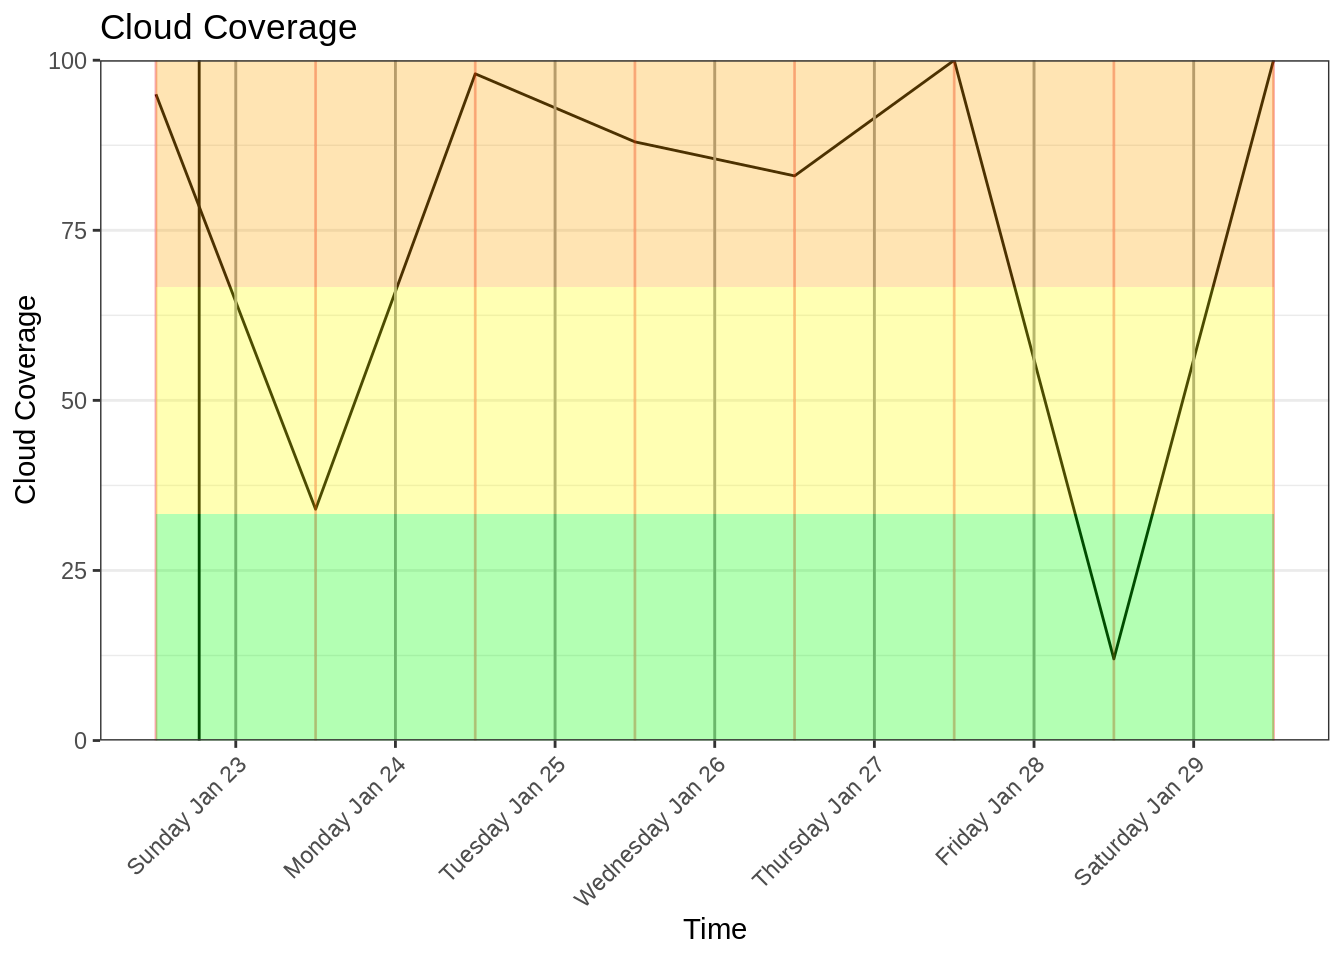 Cloud Coverage
100
75
50
25
0
Cloud Coverage
Sunday Jan 23
Monday Jan 24
Tuesday Jan 25
Wednesday Jan 26
Thursday Jan 27
Friday Jan 28
Saturday Jan 29
Time